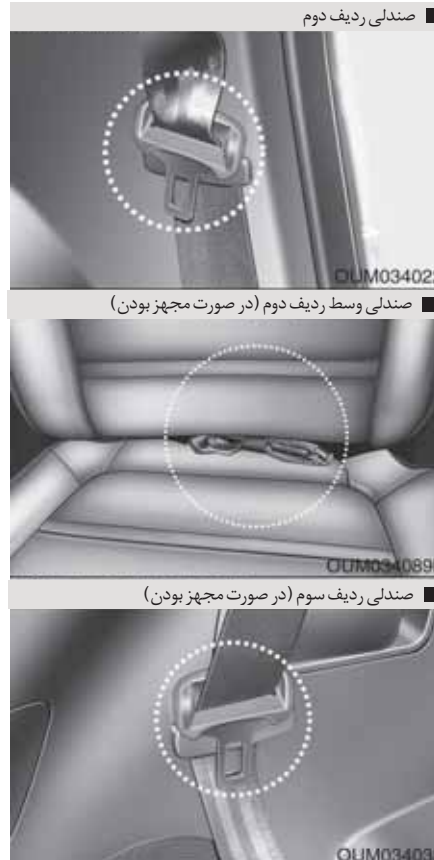 ■ صندلی ردیف دوم
OUM034022
■ صندلی وسط ردیف دوم (در صورت مجهز بودن)
OUM034089
■ صندلی ردیف سوم (در صورت مجهز بودن)
OUM03403